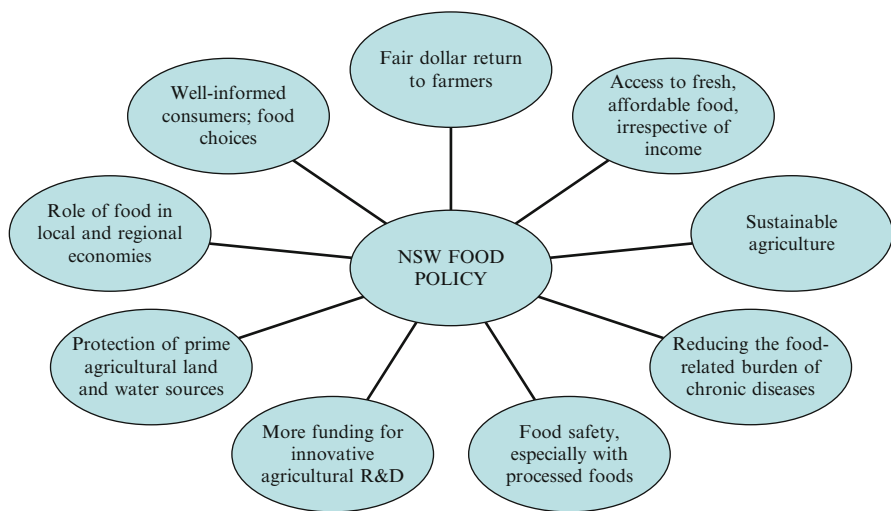 Fair dollar return
to farmers
Access to fresh,
affordable food,
irrespective of
income
Sustainable
agriculture
Reducing the food-
related burden of
chronic diseases
Food safety,
especially with
processed foods
More funding for
innovative
agricultural R&D
Protection of prime
agricultural land
and water sources
Role of food in
local and regional
economies
Well-informed
consumers; food
choices
NSW FOOD
POLICY